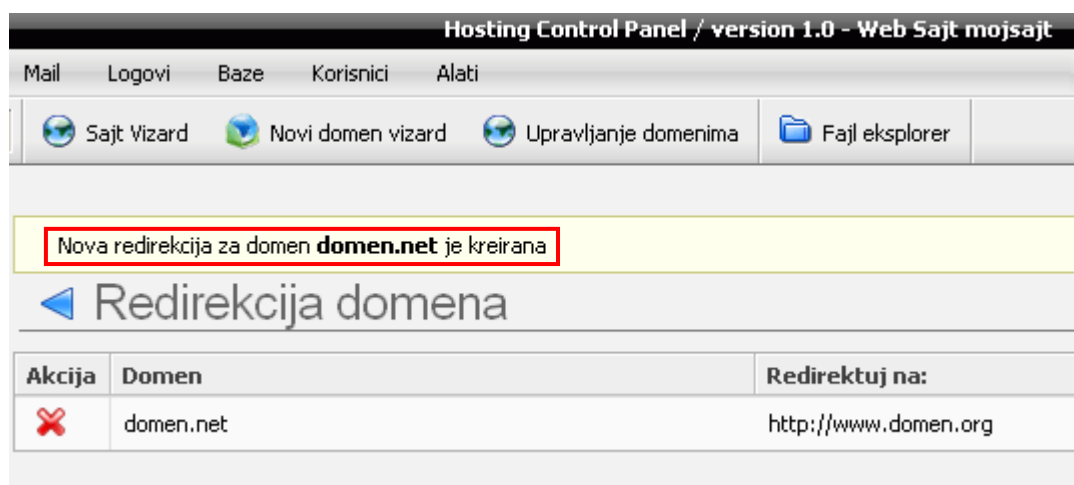 Hosting Control Panel / version 1.0 - Web Sajt mojsajt
Mail Logovi Baze Korisnici Alati
Sajt Vizard Novi domen vizard Upravljanje domenima Fajl eksplorer
Nova redirekcija za domen domen.net je kreirana
Redirekcija domena
Akcija Domen Redirektuj na:
domen.net http://www.domen.org